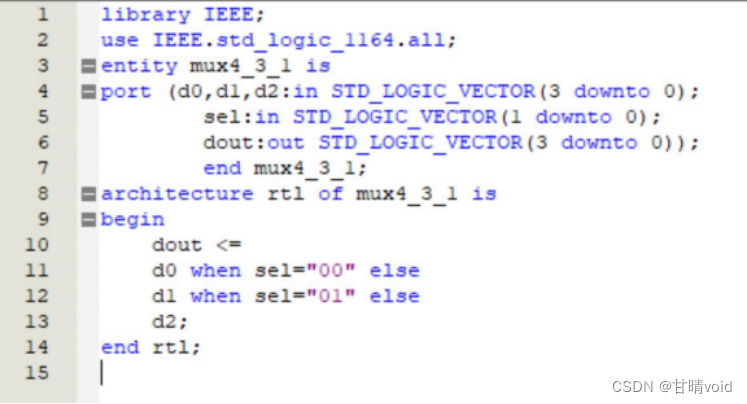 1 library IEEE;
2 use IEEE.std_logic_1164.all;
3 entity mux4_3_1 is
4 port (d0,d1,d2:in STD_LOGIC_VECTOR(3 downto 0);
5 sel:in STD_LOGIC_VECTOR(1 downto 0);
6 dout:out STD_LOGIC_VECTOR(3 downto 0));
7 end mux4_3_1;
8 architecture rtl of mux4_3_1 is
9 begin
10 dout <=
11 d0 when sel="00" else
12 d1 when sel="01" else
13 d2;
14 end rtl;
15
CSDN @甘晴void